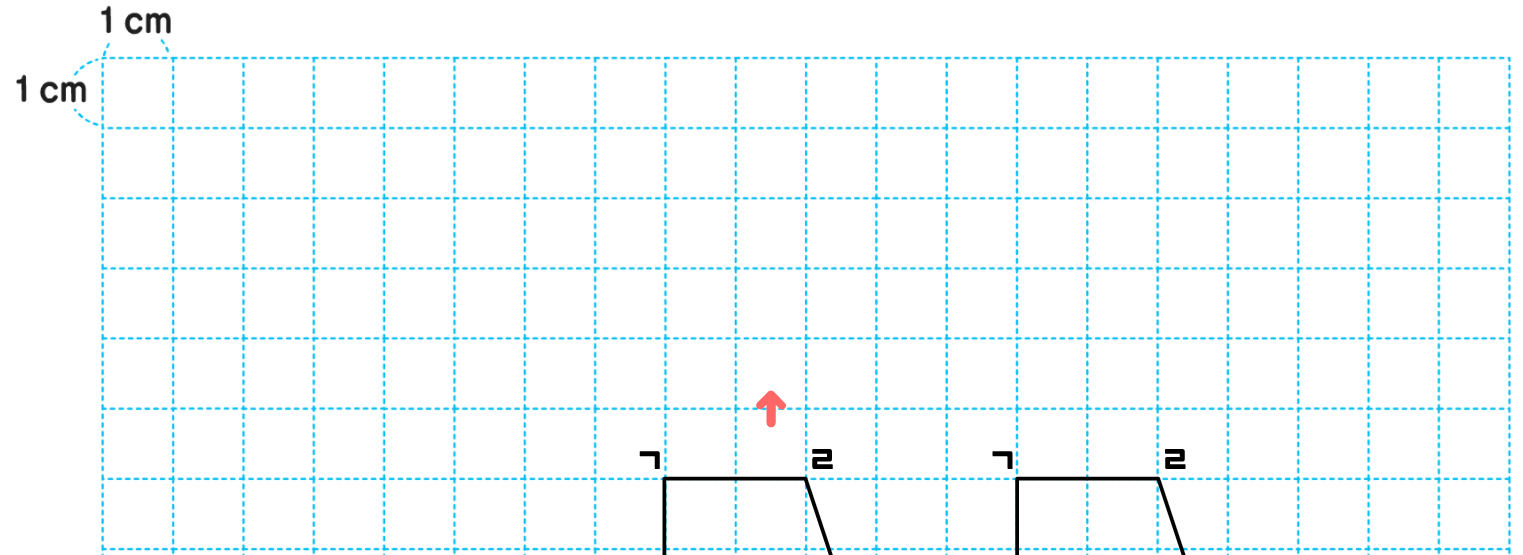 1 cm
1 cm
ㄱ ㄹ ㄱ ㄹ